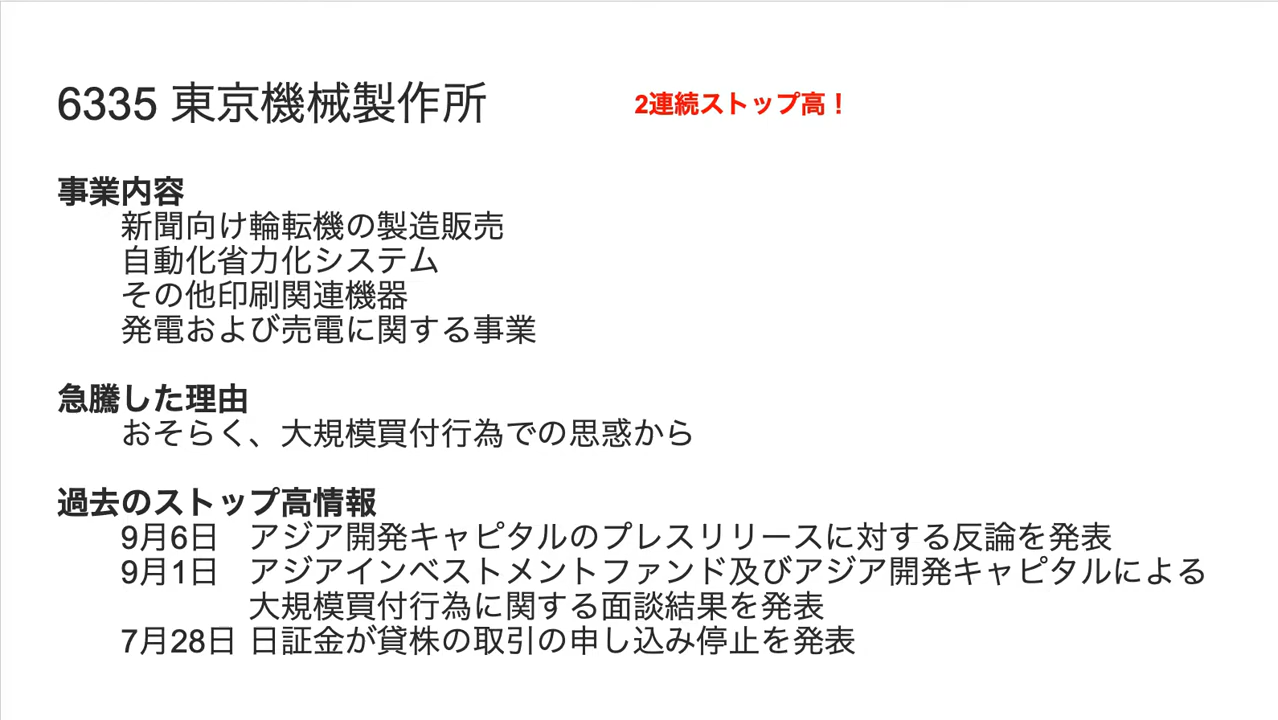 6335 東京機械製作所
2連続ストップ高！
事業内容
新聞向け輪転機の製造販売
自動化省力化システム
その他印刷関連機器
発電および売電に関する事業
急騰した理由
おそらく、大規模買付行為での思惑から
過去のストップ高情報
9月6日 アジア開発キャピタルのプレスリリースに対する反論を発表
9月1日 アジアインベストメントファンド及びアジア開発キャピタルによる
大規模買付行為に関する面談結果を発表
7月28日 日証金が貸株の取引の申し込み停止を発表